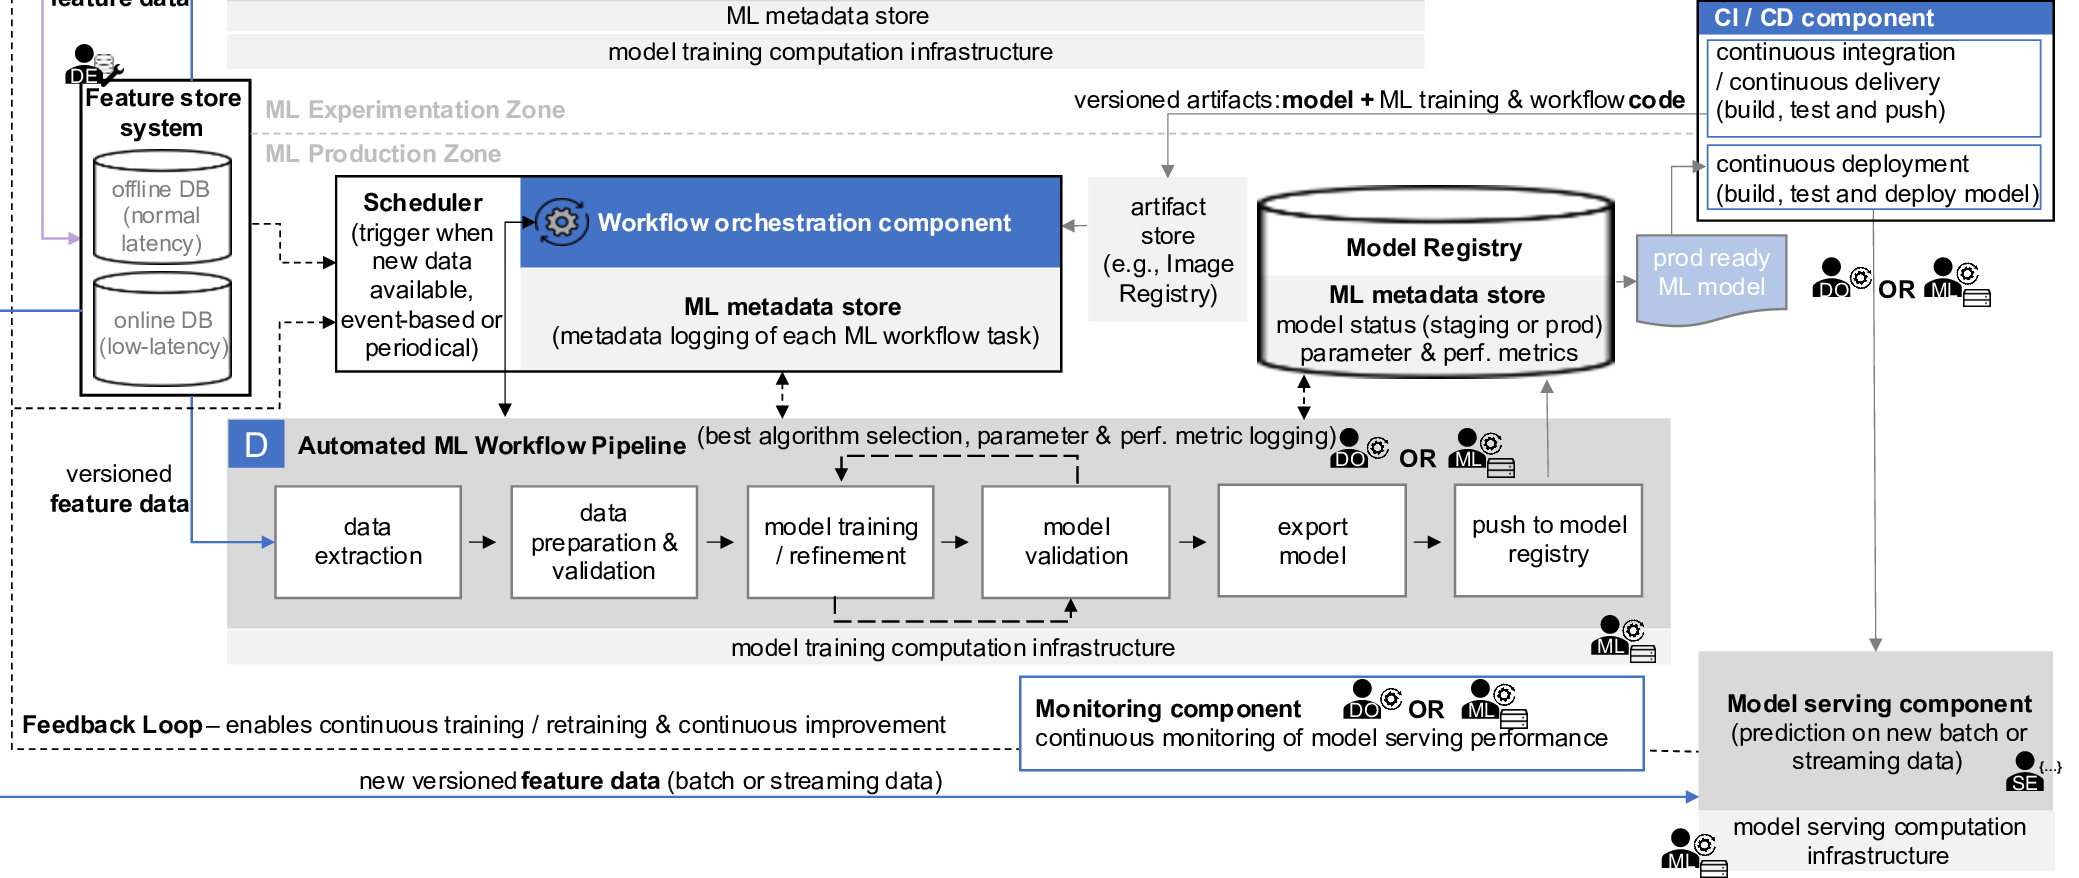 feature data
ML metadata store
model training computation infrastructure
CI / CD component
continuous integration
/ continuous delivery
(build, test and push)
continuous deployment
(build, test and deploy model)
DE
Feature store
system
offline DB
(normal
latency)
online DB
(low-latency)
ML Experimentation Zone
ML Production Zone
versioned artifacts: model + ML training & workflow code
Scheduler
(trigger when
new data
available,
event-based or
periodical)
Workflow orchestration component
ML metadata store
(metadata logging of each ML workflow task)
artifact
store
(e.g., Image
Registry)
Model Registry
ML metadata store
model status (staging or prod)
parameter & perf. metrics
prod ready
ML model
DO OR ML
D
Automated ML Workflow Pipeline (best algorithm selection, parameter & perf. metric logging)
DO OR ML
versioned
feature data
data
extraction
data
preparation &
validation
model training
/ refinement
model
validation
export
model
push to model
registry
model training computation infrastructure
ML
Feedback Loop – enables continuous training / retraining & continuous improvement
Monitoring component
DO OR ML
continuous monitoring of model serving performance
new versioned feature data (batch or streaming data)
Model serving component
(prediction on new batch or
streaming data)
SE {...}
model serving computation
infrastructure
ML